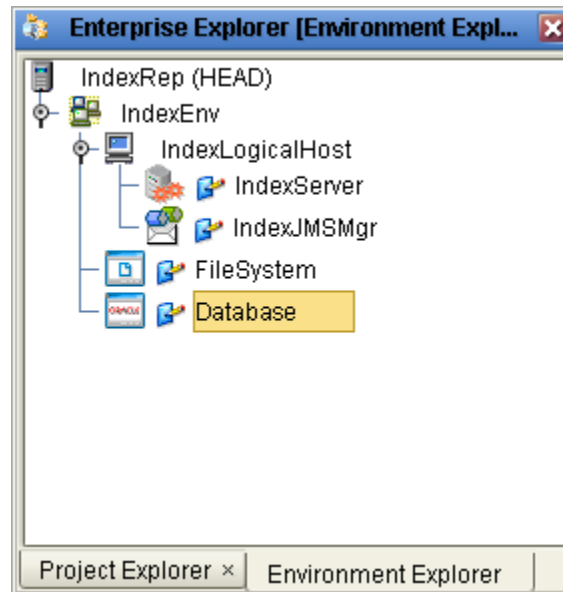 Enterprise Explorer [Environment Expl...
IndexRep (HEAD)
IndexEnv
IndexLogicalHost
IndexServer
IndexJMSMgr
FileSystem
ORACLE
Database
Project Explorer ×
Environment Explorer